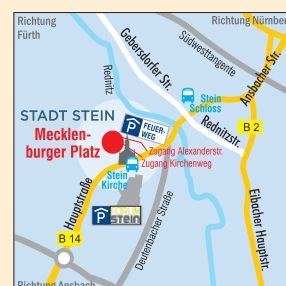 Richtung
Fürth
Richtung Nürnber
Gebersdorfer Str.
Südwesttangente
Rednitz
Ansbacher Str.
Stein
Schloss
STADT STEIN
Mecklen-
burger Platz
P
FEUER-
WEG
Rednitzstr.
B 2
Zugang Alexanderstr.
Zugang Kirchenweg
Stein
Kirche
Hauptstraße
P
stein
Deutenbacher Straße
Eibacher Hauptstr.
B 14
Richtung Ansbach